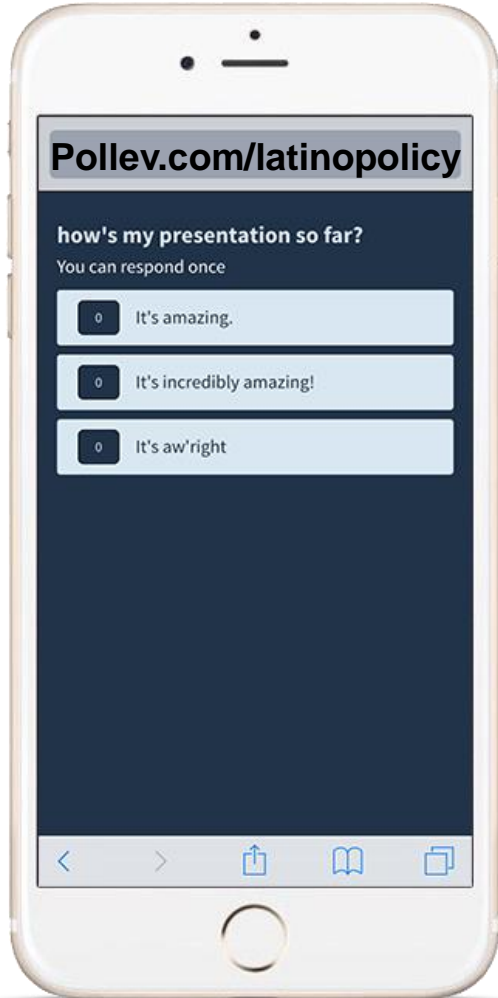 Pollev.com/latinopolicy
how's my presentation so far?
You can respond once
0 It's amazing.
0 It's incredibly amazing!
0 It's aw'right